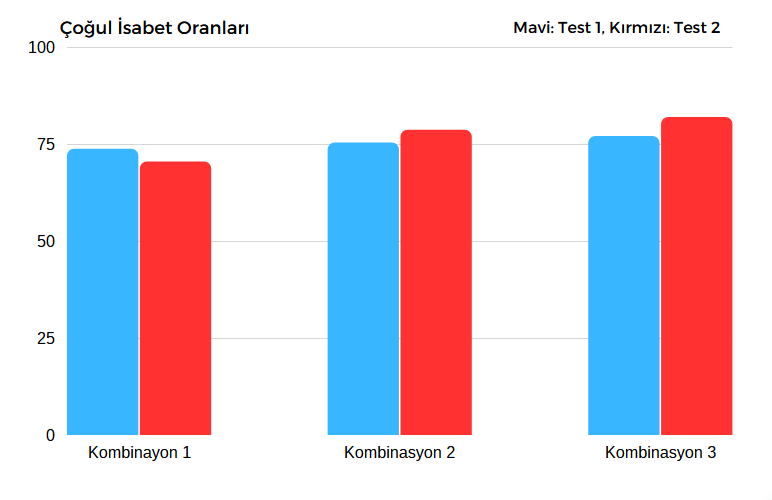 Çoğul İsabet Oranları
Mavi: Test 1, Kırmızı: Test 2
100
75
50
25
0
Kombinayon 1
Kombinasyon 2
Kombinasyon 3